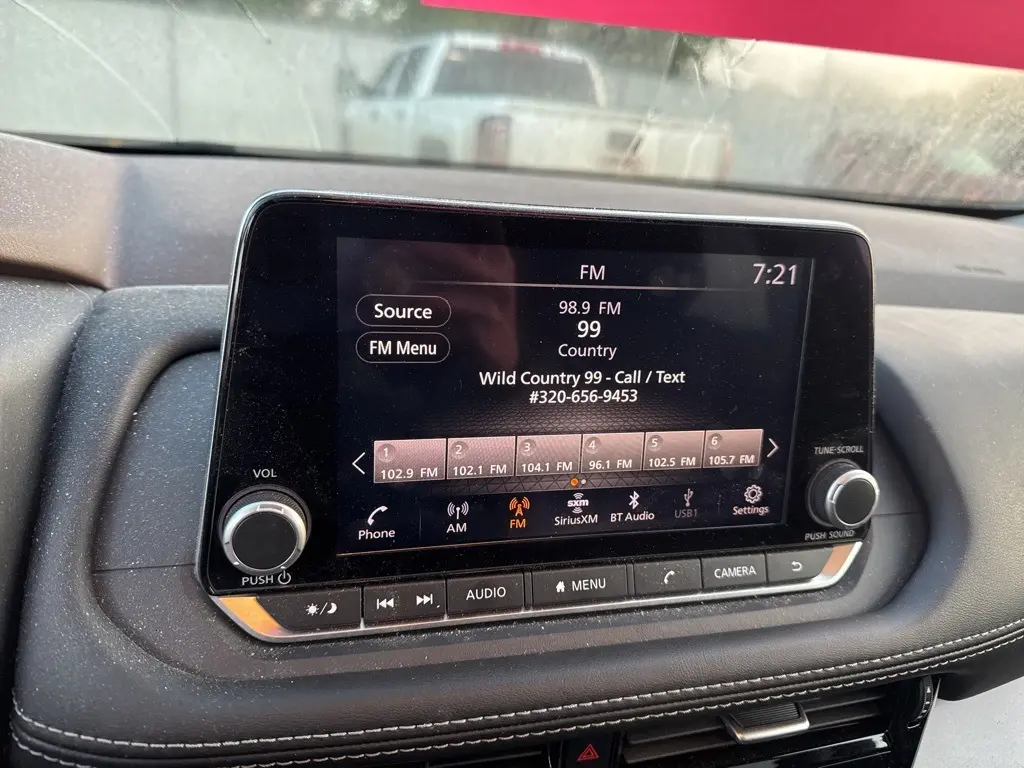 FM
7:21
Source
98.9 FM
99
FM Menu
Country
Wild Country 99 - Call / Text
#320-656-9453
1 2 3 4 5 6
102.9 FM 102.1 FM 104.1 FM 96.1 FM 102.5 FM 105.7 FM
Phone AM FM sxm SiriusXM BT Audio USB1 Settings
VOL
PUSH
TUNE·SCROLL
PUSH SOUND
AUDIO MENU CAMERA